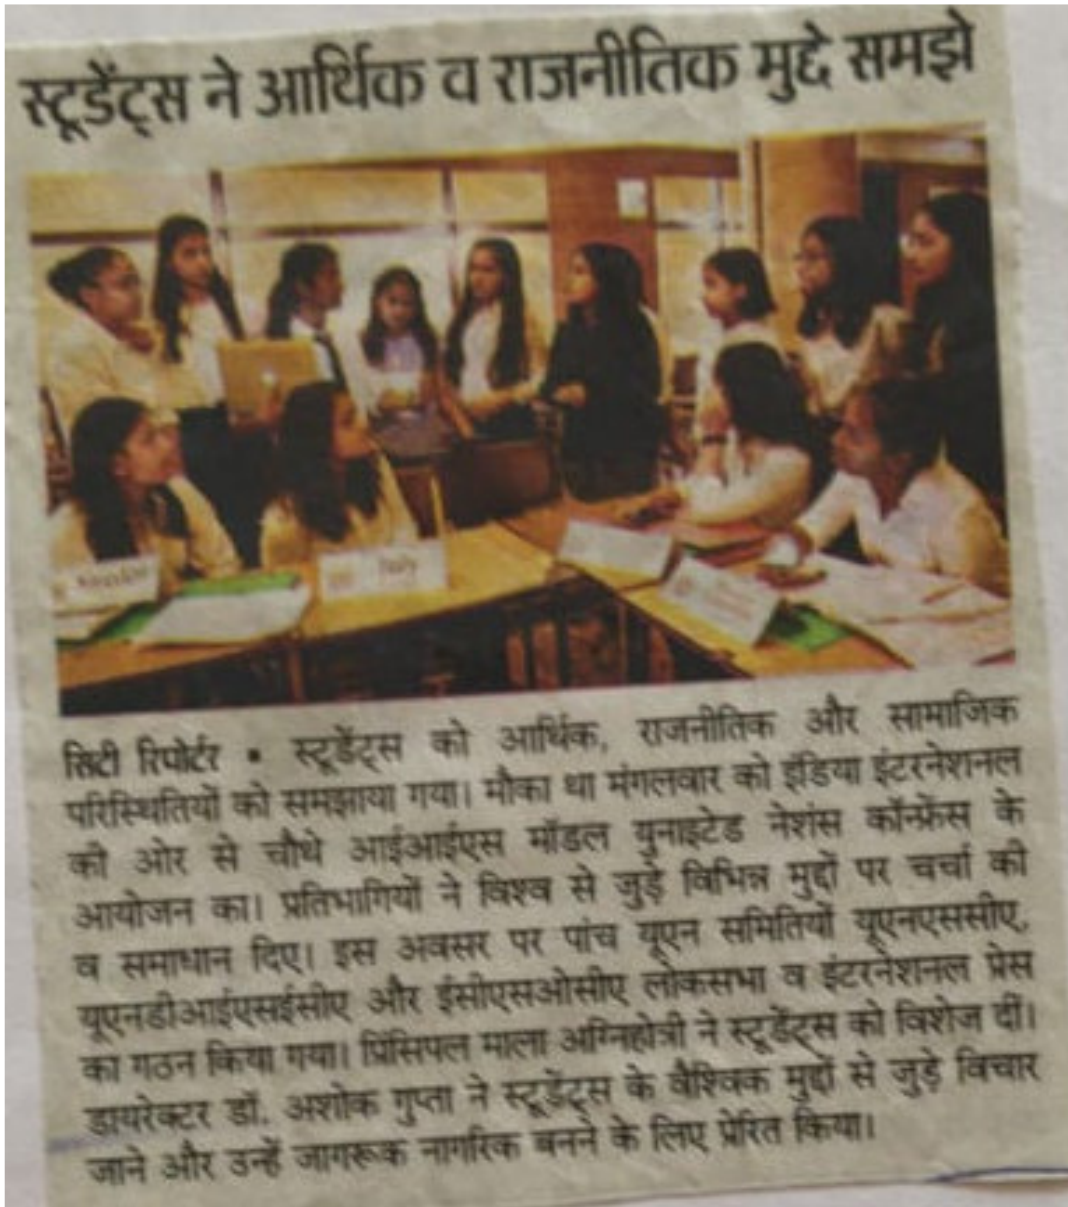 स्टूडेंट्स ने आर्थिक व राजनीतिक मुद्दे समझे
Italy
सिटी रिपोर्टर • स्टूडेंट्स को आर्थिक, राजनीतिक और सामाजिक
परिस्थितियों को समझाया गया। मौका था मंगलवार को इंडिया इंटरनेशनल
की ओर से चौथे आईआईएस मॉडल युनाइटेड नेशंस कॉन्फ्रेंस के
आयोजन का। प्रतिभागियों ने विश्व से जुड़े विभिन्न मुद्दों पर चर्चा की
व समाधान दिए। इस अवसर पर पांच यूएन समितियों यूएनएससीए,
यूएनडीआईएसईसीए और ईसीएसओसीए लोकसभा व इंटरनेशनल प्रेस
का गठन किया गया। प्रिंसिपल माला अग्निहोत्री ने स्टूडेंट्स को विशेज दीं।
डायरेक्टर डॉ. अशोक गुप्ता ने स्टूडेंट्स के वैश्विक मुद्दों से जुड़े विचार
जाने और उन्हें जागरूक नागरिक बनने के लिए प्रेरित किया।